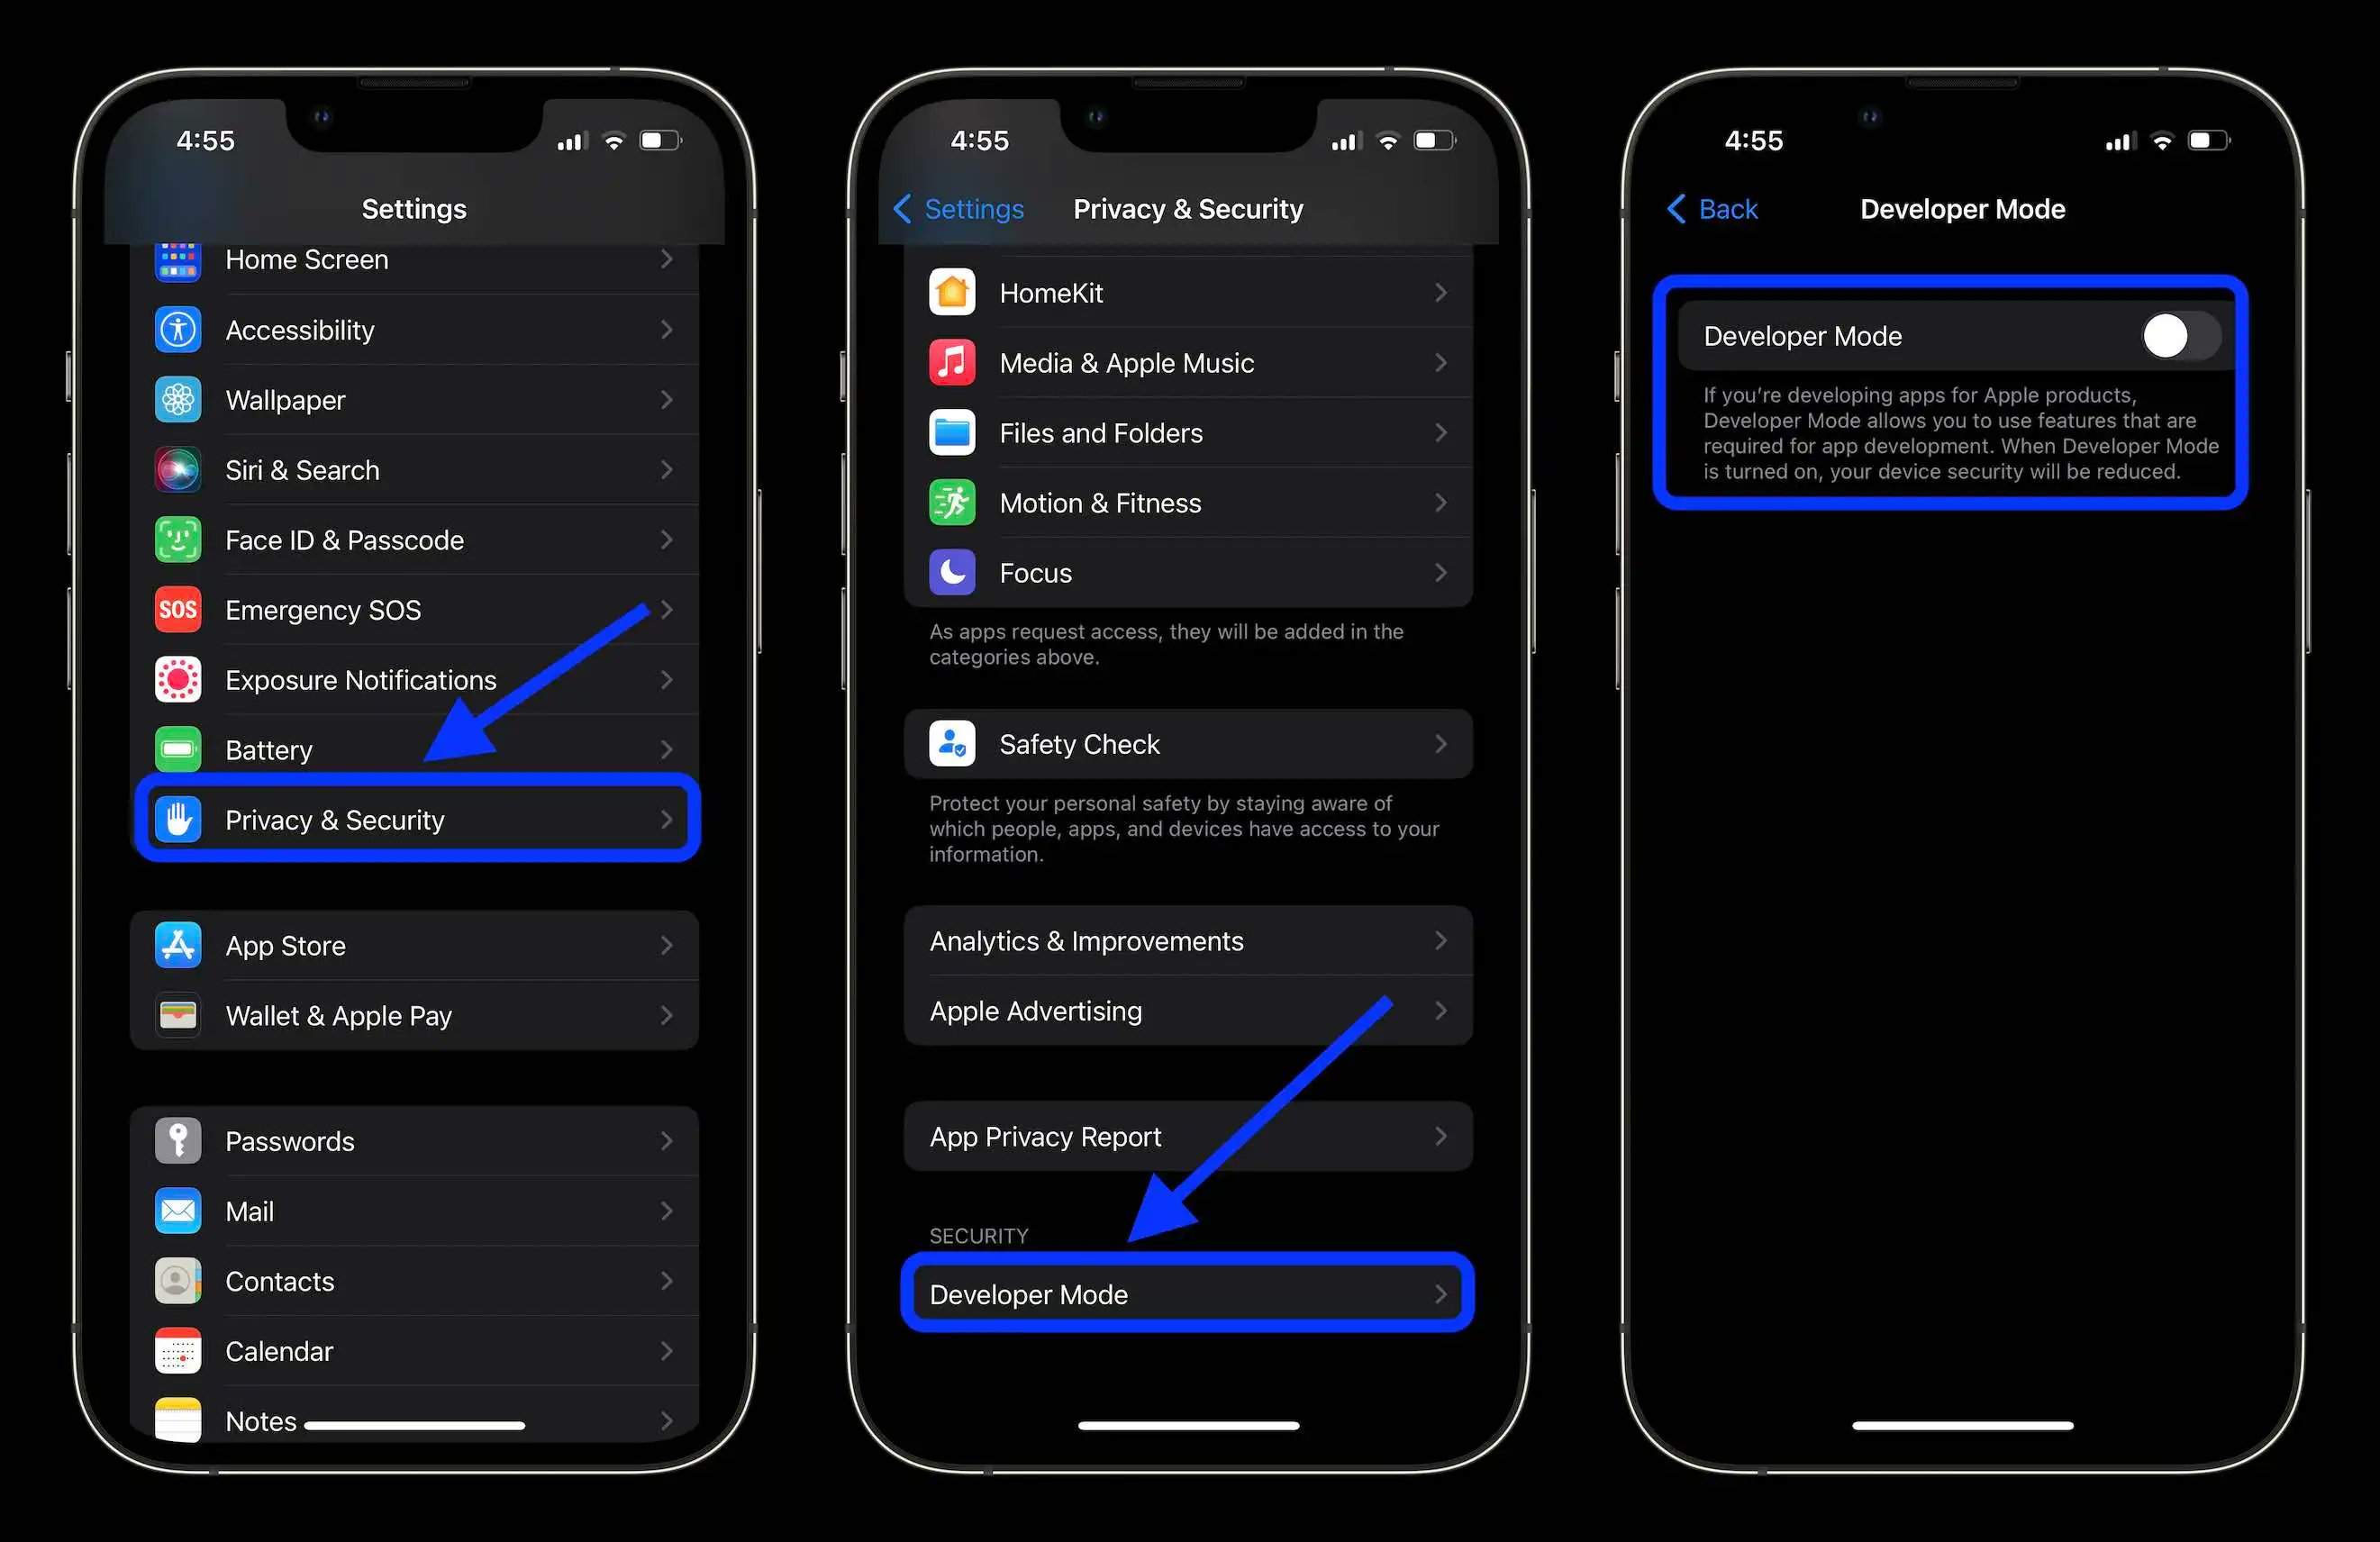 4:55
Settings
Home Screen
Accessibility
Wallpaper
Siri & Search
Face ID & Passcode
SOS
Emergency SOS
Exposure Notifications
Battery
Privacy & Security
App Store
Wallet & Apple Pay
Passwords
Mail
Contacts
Calendar
Notes
4:55
Settings
Privacy & Security
HomeKit
Media & Apple Music
Files and Folders
Motion & Fitness
Focus
As apps request access, they will be added in the
categories above.
Safety Check
Protect your personal safety by staying aware of
which people, apps, and devices have access to your
information.
Analytics & Improvements
Apple Advertising
App Privacy Report
SECURITY
Developer Mode
4:55
Back
Developer Mode
Developer Mode
If you’re developing apps for Apple products,
Developer Mode allows you to use features that are
required for app development. When Developer Mode
is turned on, your device security will be reduced.